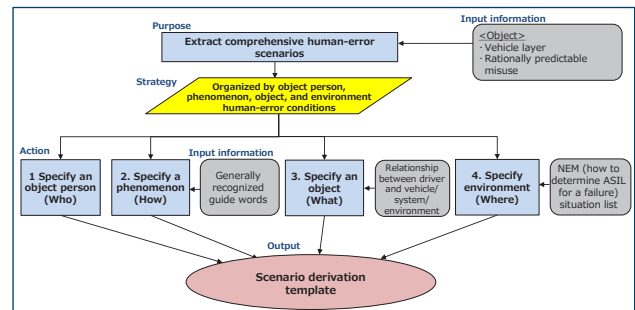 Purpose
Extract comprehensive human-error
scenarios
Input information
<Object>
· Vehicle layer
· Rationally predictable
misuse
Strategy
Organized by object person,
phenomenon, object, and environment
human-error conditions
Action
1 Specify an
object person
(Who)
2. Specify a
phenomenon
(How)
Input information
Generally
recognized
guide words
3. Specify an
object
(What)
Relationship
between driver
and vehicle/
system/
environment
4. Specify
environment
(Where)
NEM (how to
determine ASIL
for a failure)
situation list
Output
Scenario derivation
template